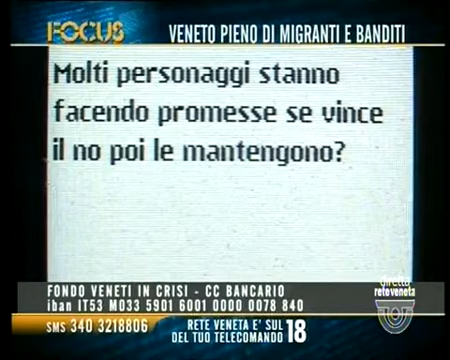 FOCUS
VENETO PIENO DI MIGRANTI E BANDITI
Molti personaggi stanno
facendo promesse se vince
il no poi le mantengono?
diretta
reteveneta
FONDO VENETI IN CRISI - CC BANCARIO
iban IT53 M033 5901 6001 0000 0078 840
SMS 340 3218806
RETE VENETA E' SUL
DEL TUO TELECOMANDO
18